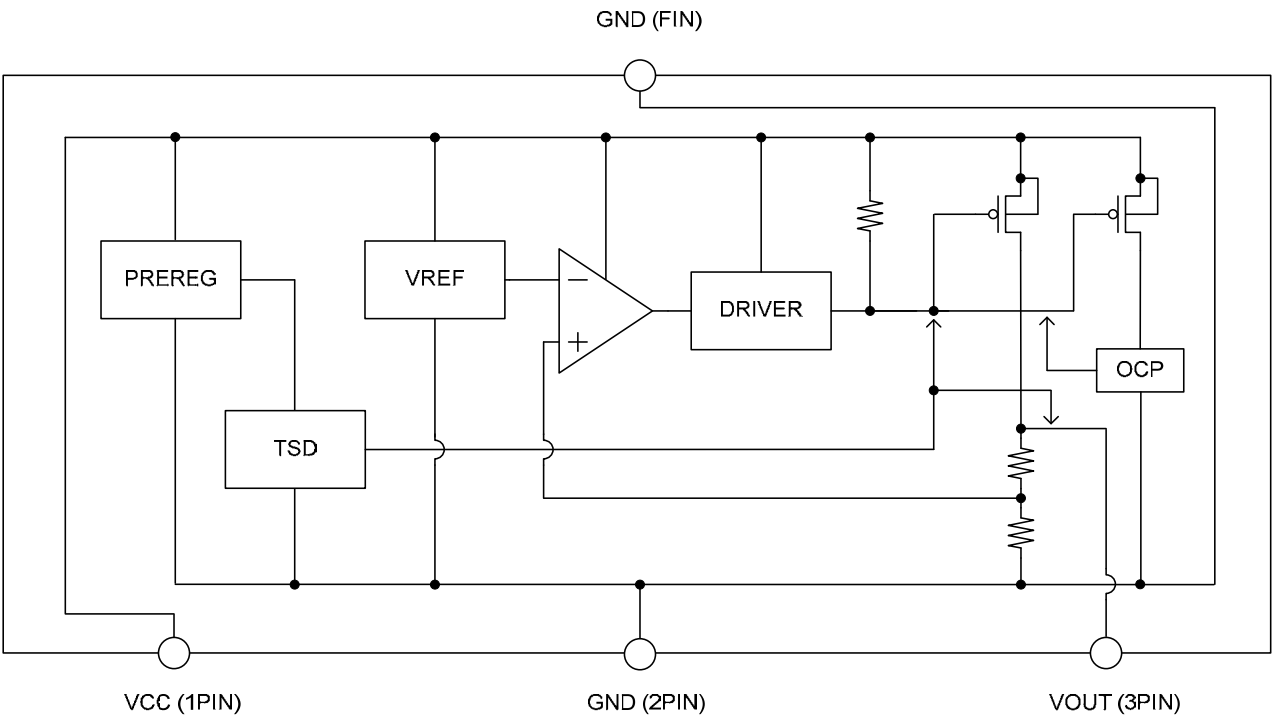 GND (FIN)
PREREG
VREF
DRIVER
OCP
TSD
VCC (1PIN)
GND (2PIN)
VOUT (3PIN)